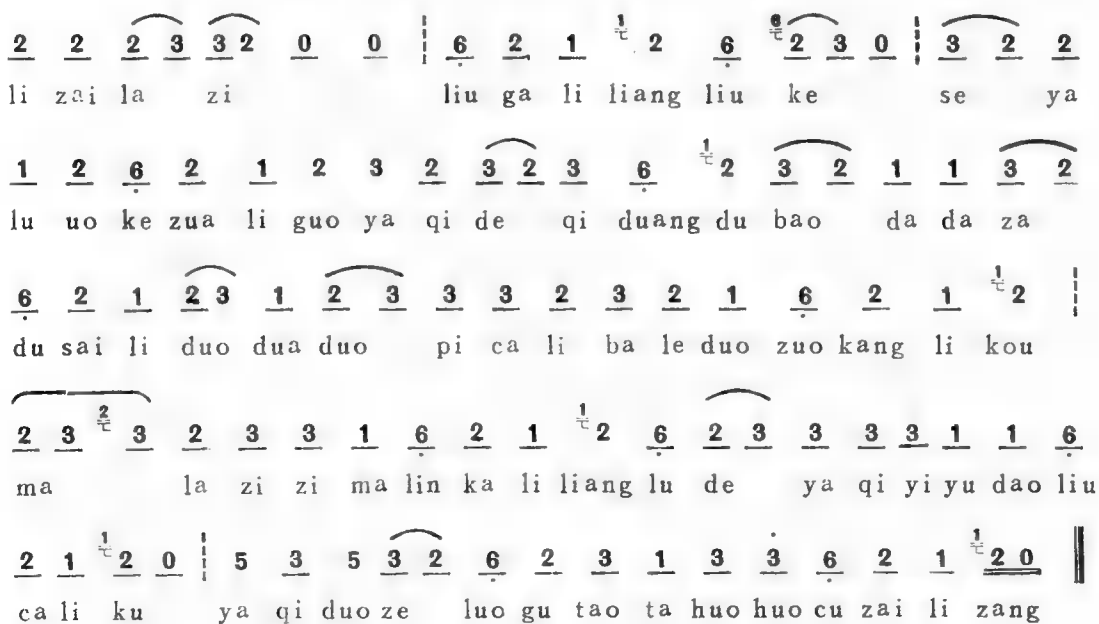 2 2 2 3 3 2 0 0 6 2 1 1 2 6 6 2 3 0 3 2 2
li zai la zi liu ga li liang liu ke se ya
1 2 6 2 1 2 3 2 3 2 3 6 1 2 3 2 1 1 3 2
lu uo ke zua li guo ya qi de qi duang du bao da da za
6 2 1 2 3 1 2 3 3 3 2 3 2 1 6 2 1 1 2
du sai li duo dua duo pi ca li ba le duo zuo kang li kou
2 3 2 3 2 3 3 1 6 2 1 1 2 6 2 3 3 3 3 1 1 6
ma la zi zi ma lin ka li liang lu de ya qi yi yu dao liu
2 1 1 2 0 5 3 5 3 2 6 2 3 1 3 3 6 2 1 1 2 0
ca li ku ya qi duo ze luo gu tao ta huo huo cu zai li zang